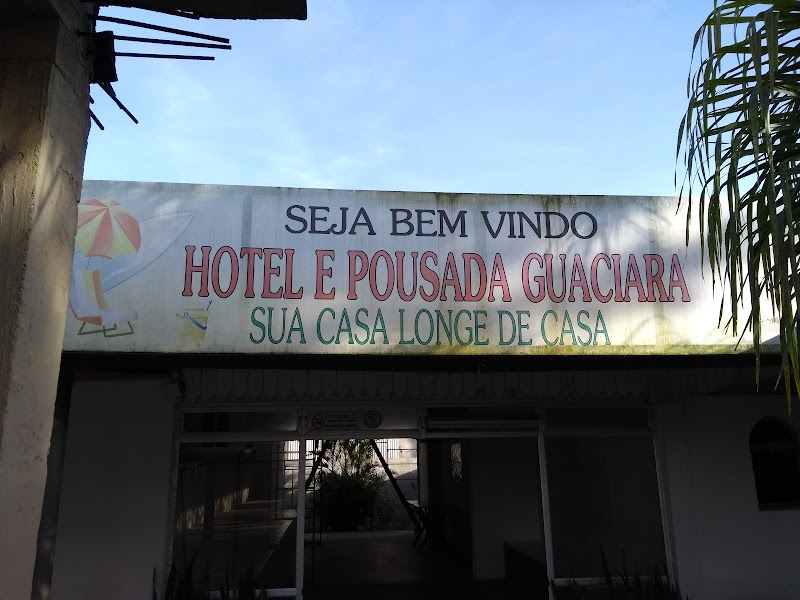 SEJA BEM VINDO
HOTEL E POUSADA GUACIARA
SUA CASA LONGE DE CASA